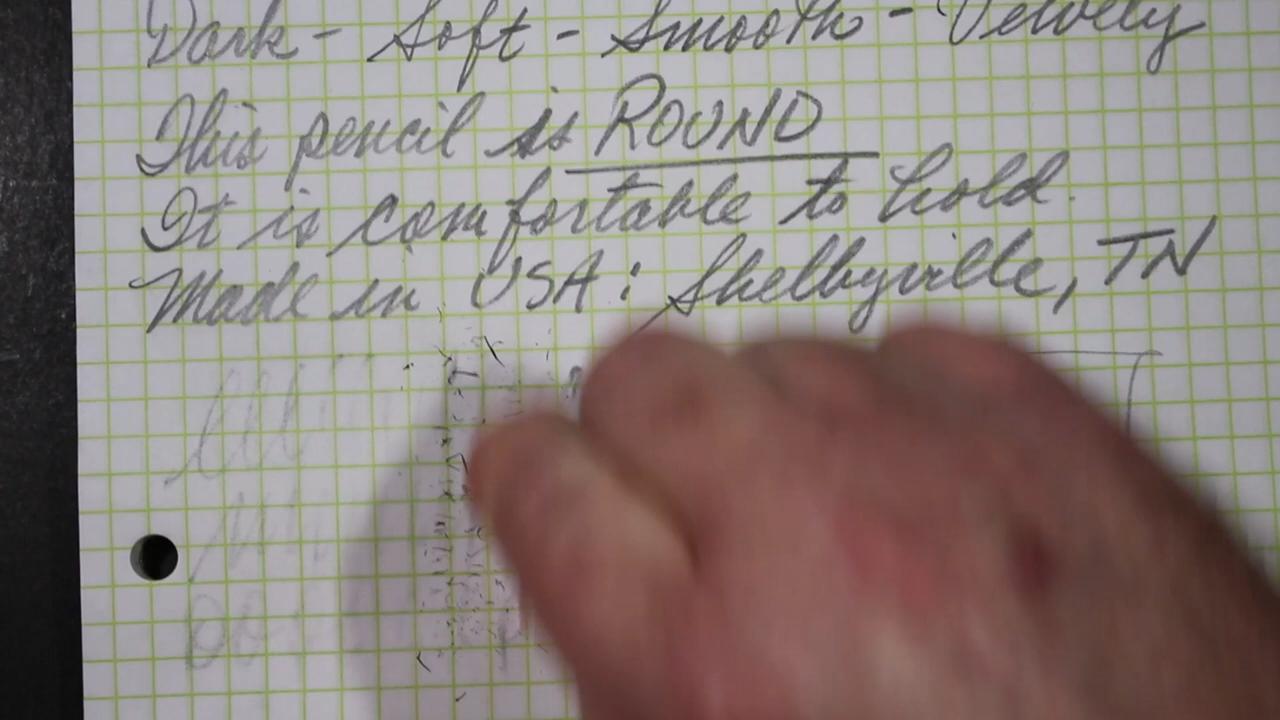 Dark - Soft - Smooth - Velvety
This pencil is ROUND
It is comfortable to hold.
Made in USA: Shelbyville, TN